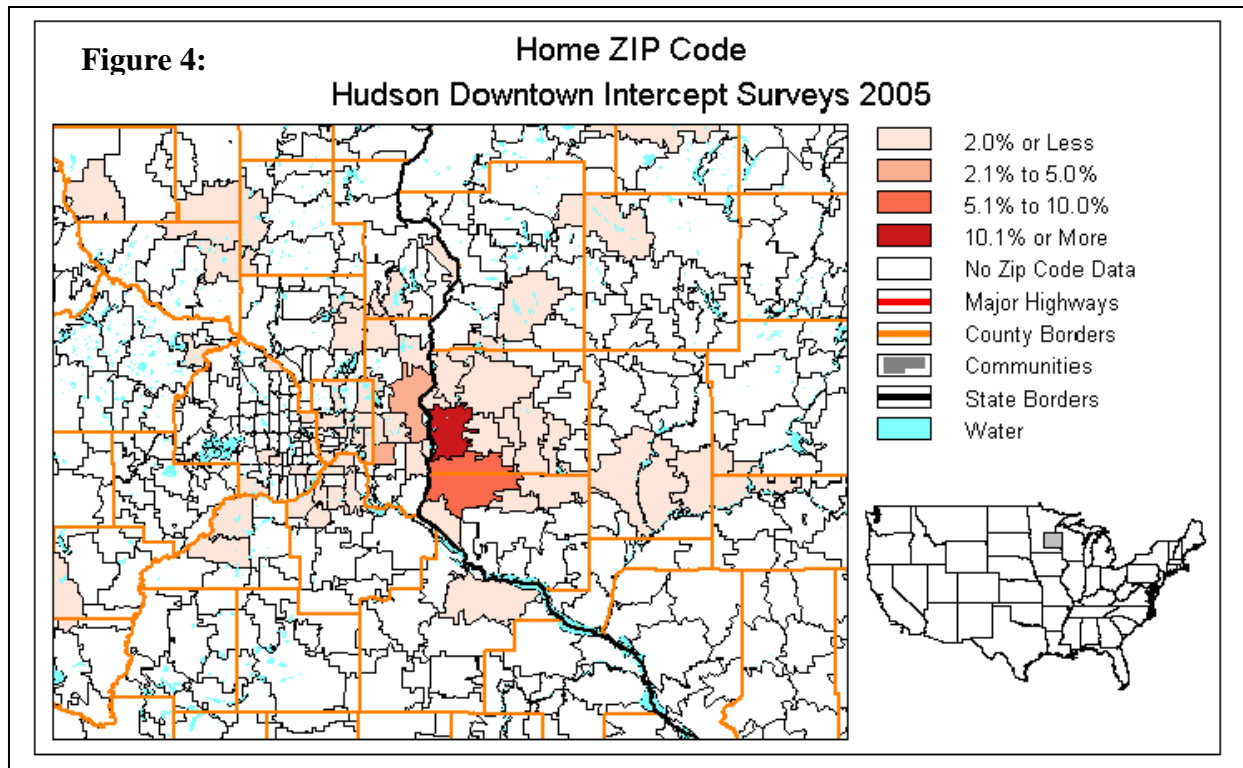 Figure 4:
Home ZIP Code
Hudson Downtown Intercept Surveys 2005
2.0% or Less
2.1% to 5.0%
5.1% to 10.0%
10.1% or More
No Zip Code Data
Major Highways
County Borders
Communities
State Borders
Water